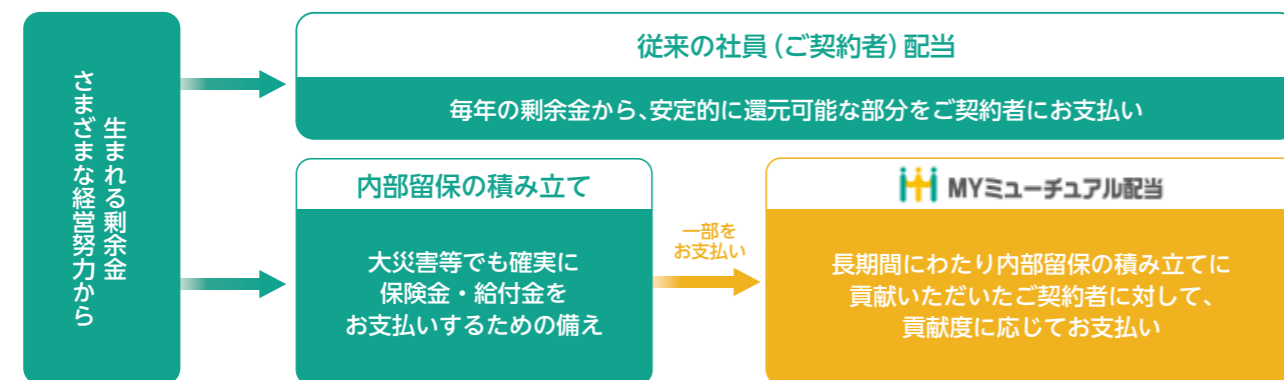 さまざまな経営努力から
生まれる剰余金
従来の社員（ご契約者）配当
毎年の剰余金から、安定的に還元可能な部分をご契約者にお支払い
内部留保の積み立て
大災害等でも確実に
保険金・給付金を
お支払いするための備え
一部を
お支払い
MYミューチュアル配当
長期間にわたり内部留保の積み立てに
貢献いただいたご契約者に対して、
貢献度に応じてお支払い